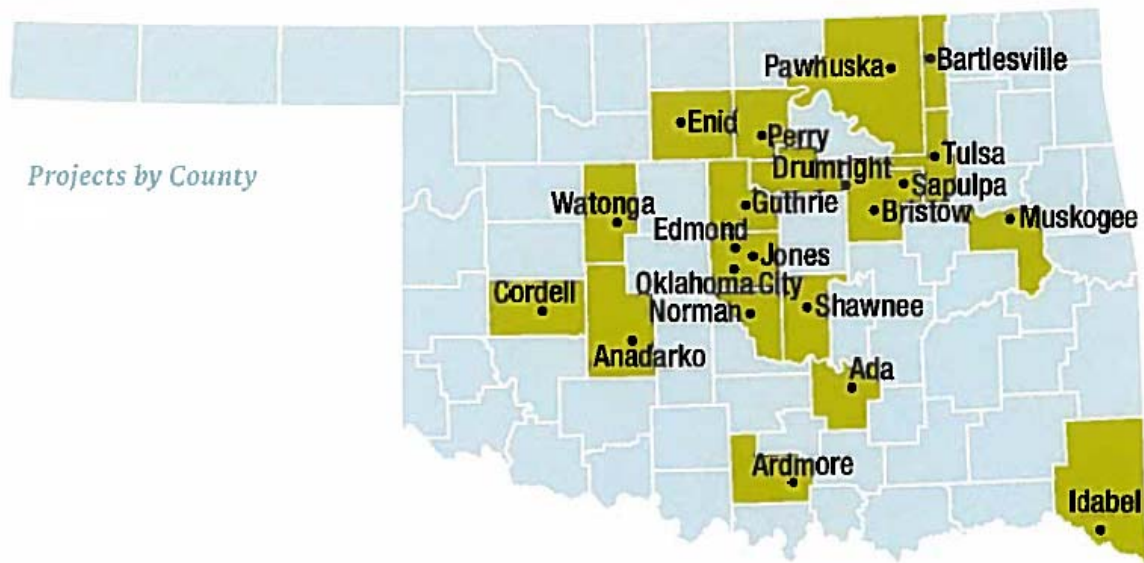 Projects by County
Pawhuska
Bartlesville
Enid
Perry
Tulsa
Drumright
Sapulpa
Watonga
Guthrie
Bristow
Muskogee
Edmond
Jones
Oklahoma City
Cordell
Norman
Shawnee
Anadarko
Ada
Ardmore
Idabel